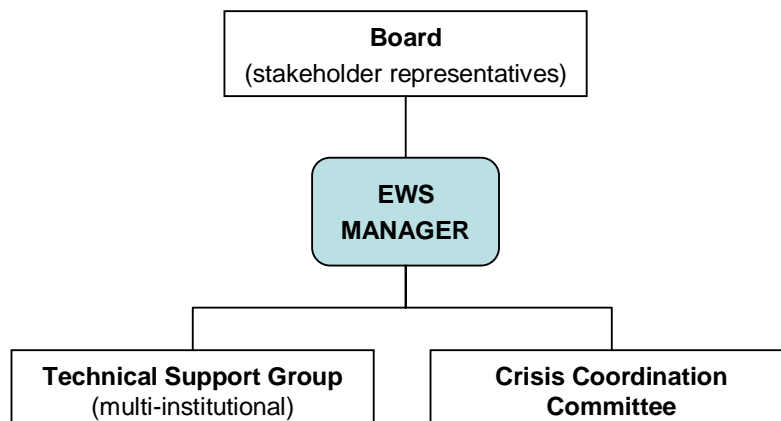 Board
(stakeholder representatives)
EWS
MANAGER
Technical Support Group
(multi-institutional)
Crisis Coordination
Committee